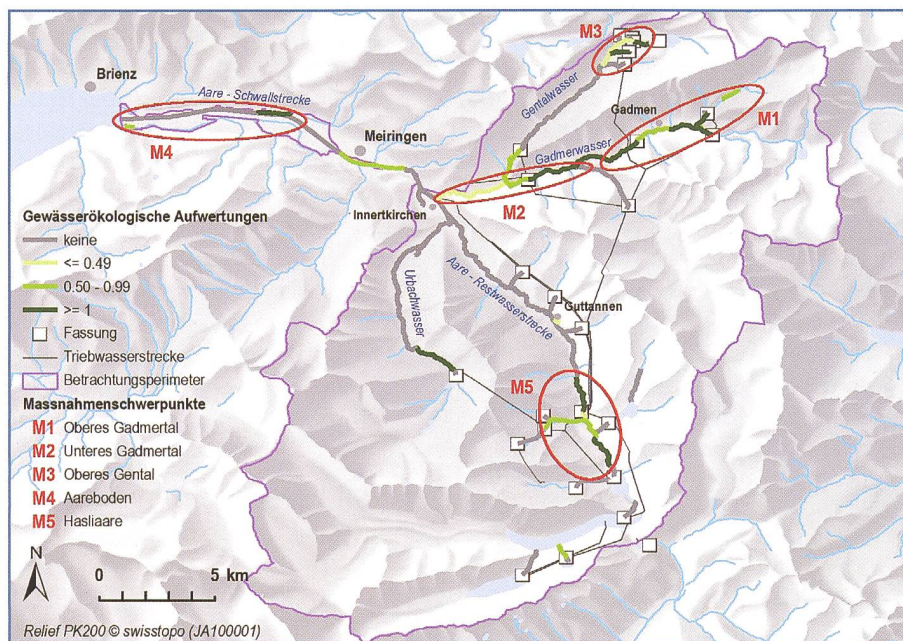 M3
Brienz
Aare - Schwallstrecke
Gentalwasser
Gadmen
M1
Meiringen
M4
Gadmerwasser
M2
Innertkirchen
Gewässerökologische Aufwertungen
keine
<= 0.49
0.50 - 0.99
>= 1
Fassung
Triebwasserstrecke
Betrachtungsperimeter
Urbachwasser
Aare - Restwasserstrecke
Guttannen
M5
Massnahmenschwerpunkte
M1 Oberes Gadmertal
M2 Unteres Gadmertal
M3 Oberes Gental
M4 Aareboden
M5 Hasliaare
N
0 5 km
Relief PK200 © swisstopo (JA100001)